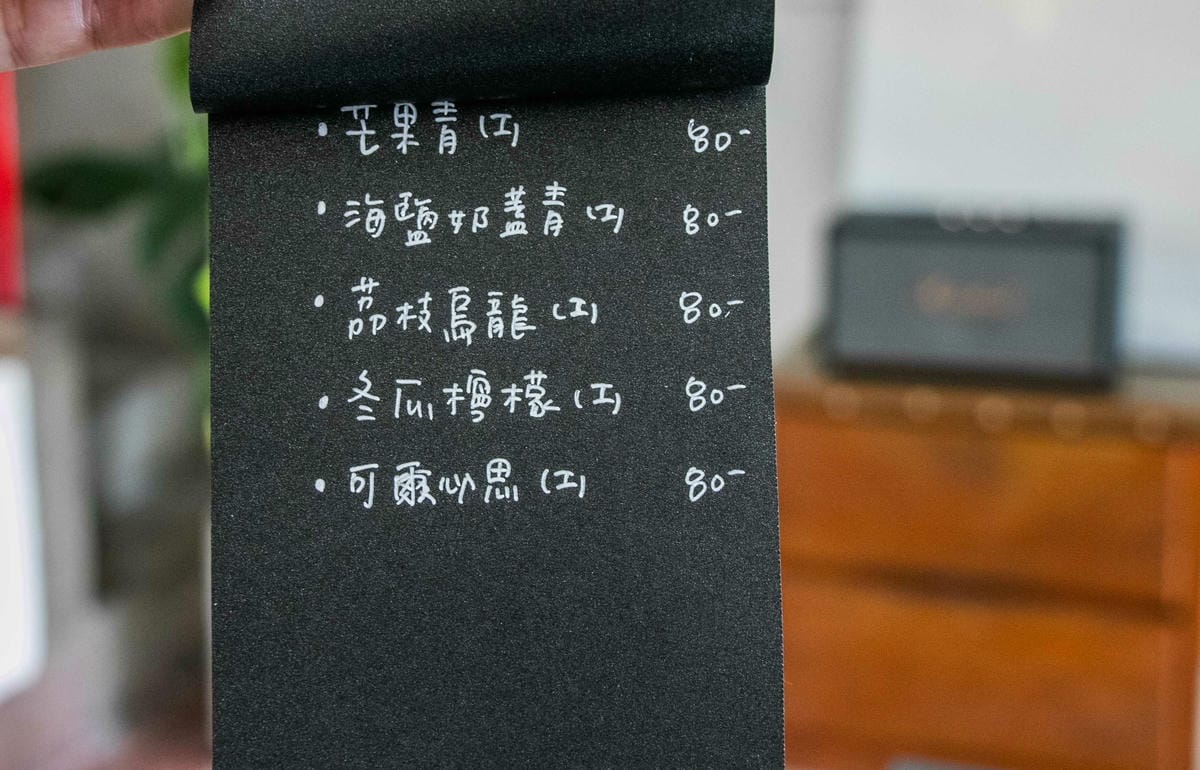 • 芒果青(I) 80-
• 海鹽奶蓋青(I) 80-
• 荔枝烏龍(I) 80-
• 冬瓜檸檬(I) 80-
• 可爾必思(I) 80-